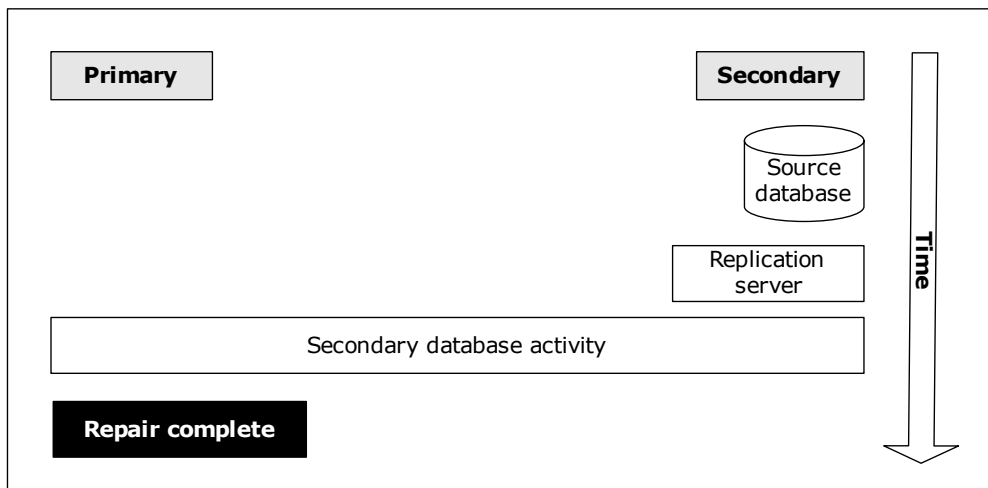 Primary
Secondary
Source
database
Replication
server
Time
Secondary database activity
Repair complete